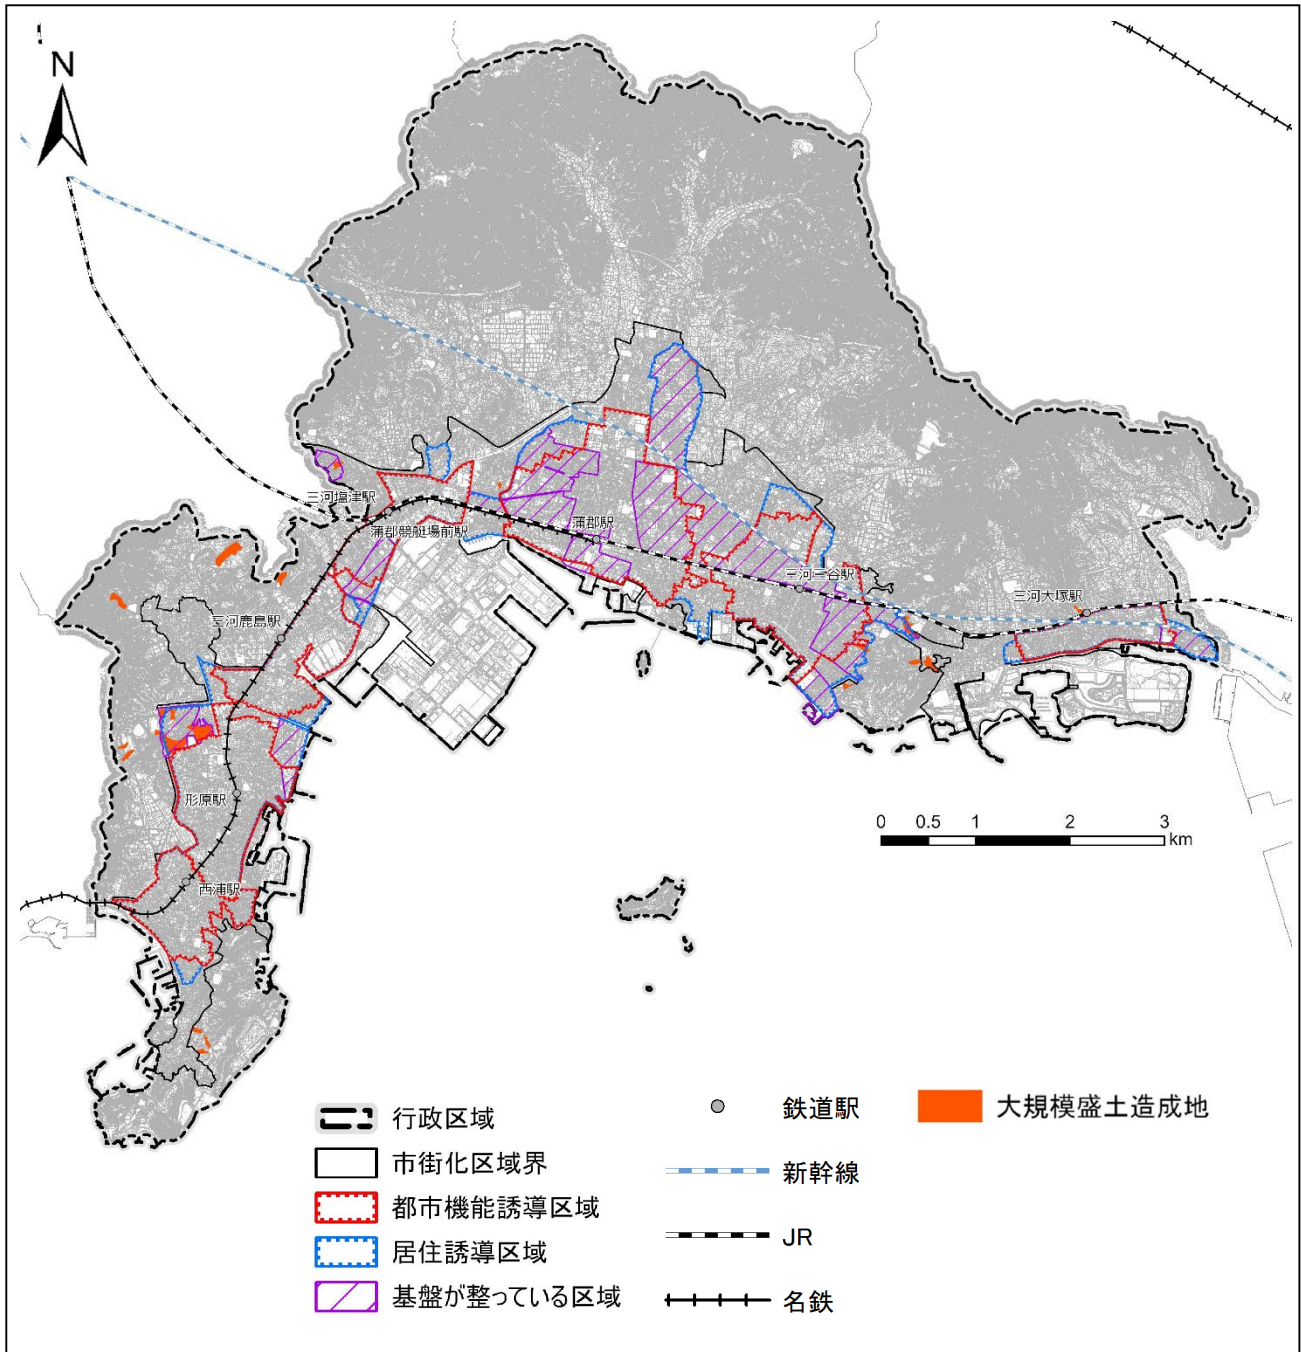 N
三河塩津駅
蒲郡競艇場前駅
蒲郡駅
三河三谷駅
三河大塚駅
三河鹿島駅
形原駅
西浦駅
0 0.5 1 2 3
km
行政区域
市街化区域界
都市機能誘導区域
居住誘導区域
基盤が整っている区域
鉄道駅
新幹線
JR
名鉄
大規模盛土造成地